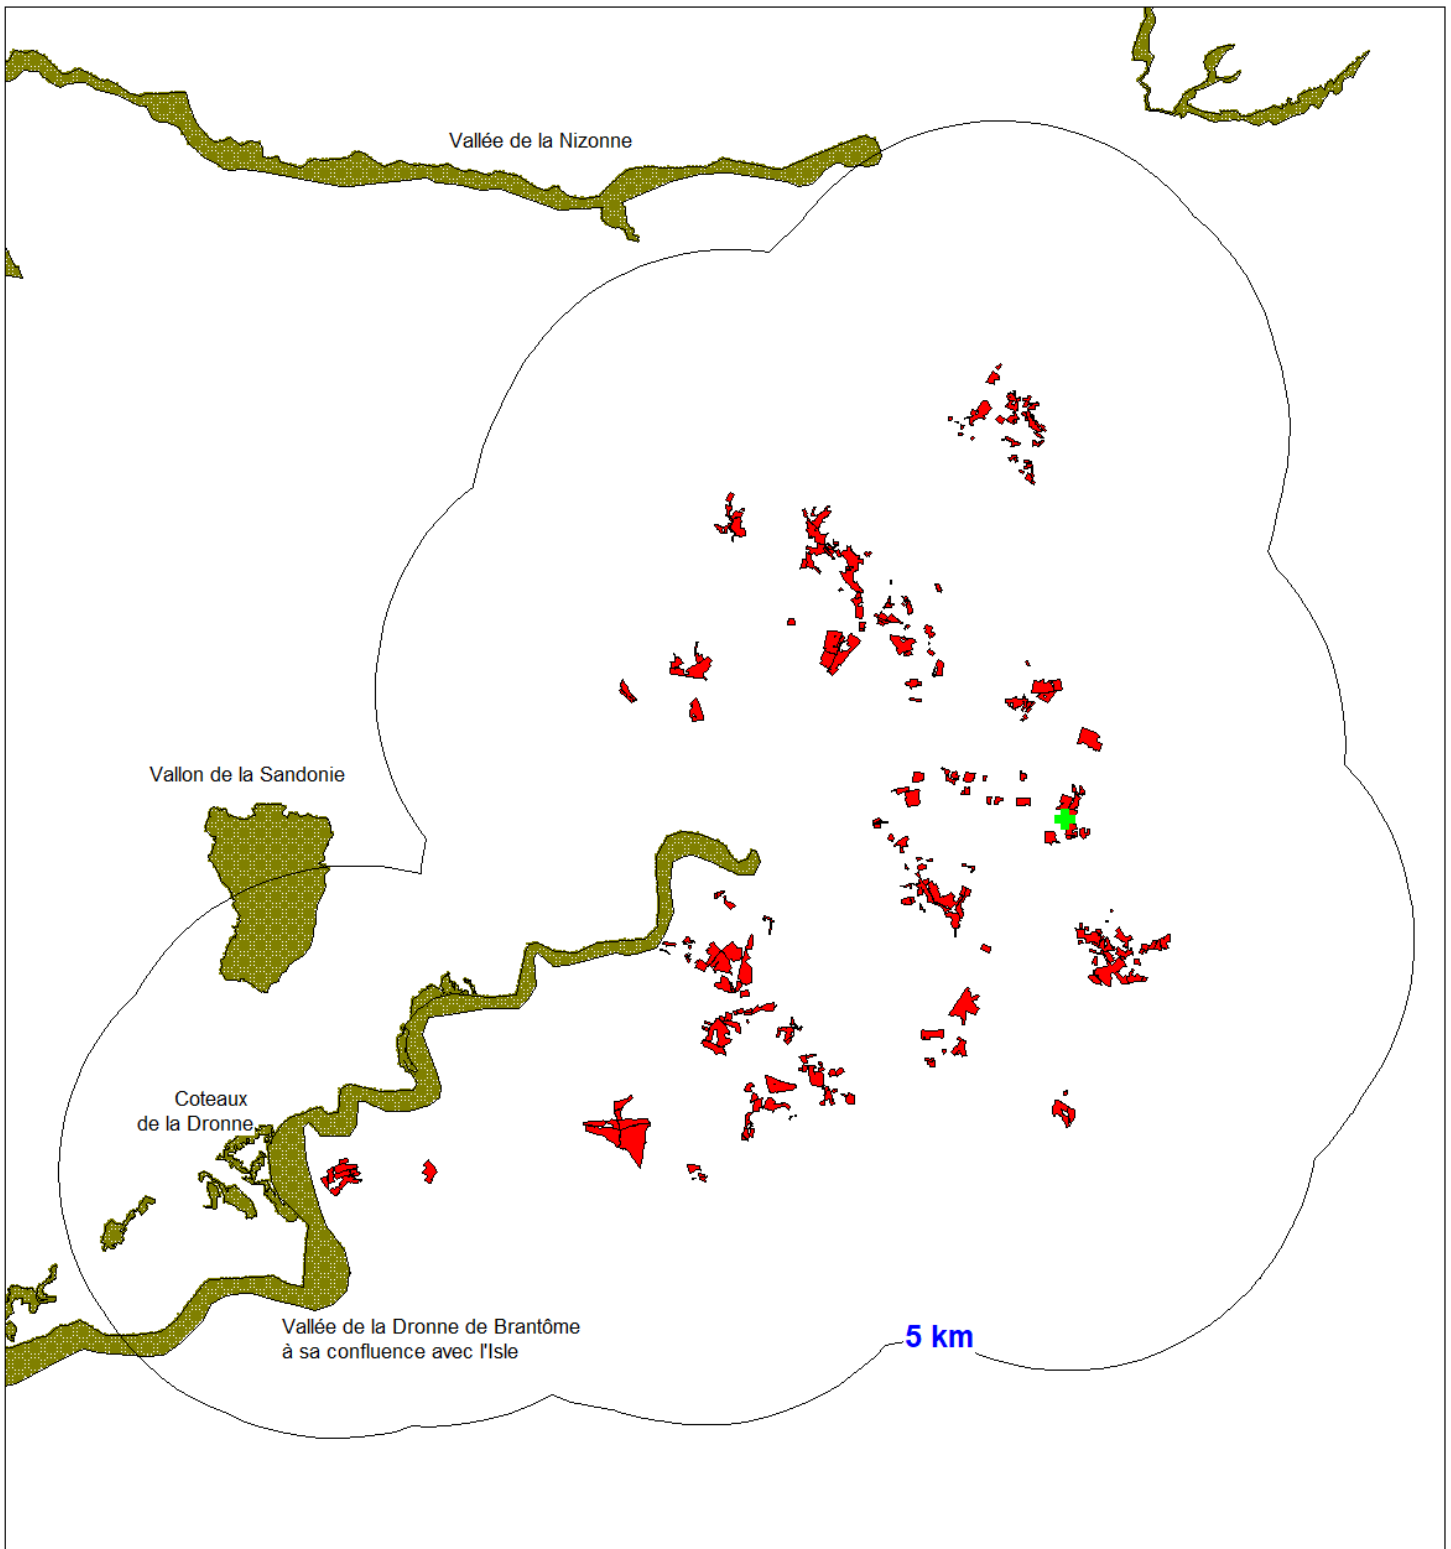 Vallée de la Nizonne
Vallon de la Sandonie
Coteaux
de la Dronne
Vallée de la Dronne de Brantôme
à sa confluence avec l'Isle
5 km